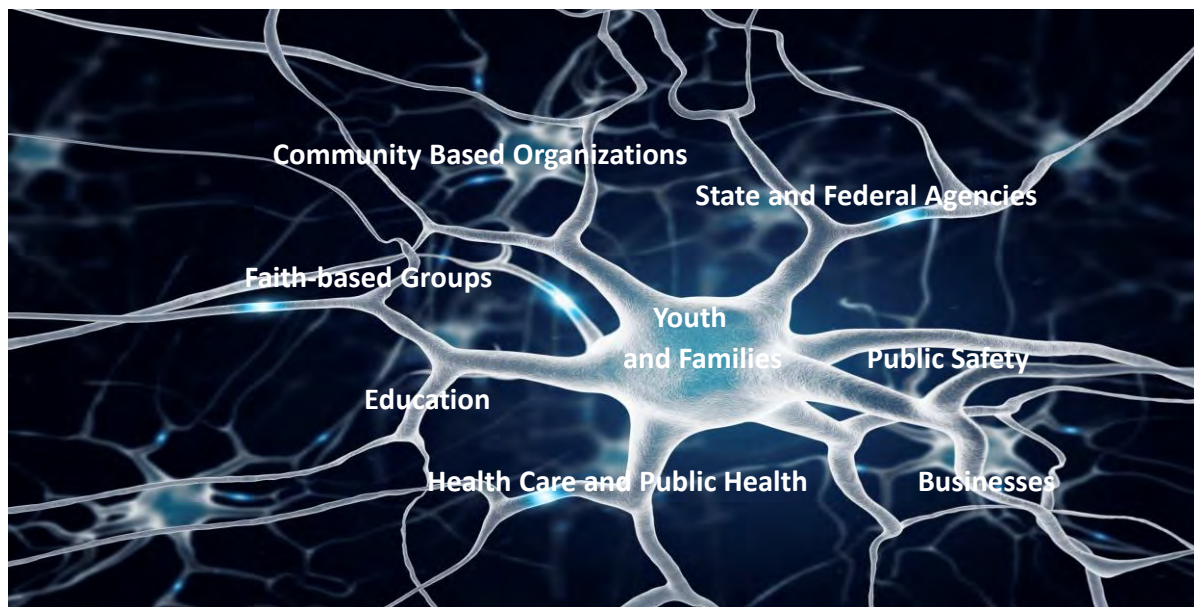 Community Based Organizations
State and Federal Agencies
Faith-based Groups
Youth
and Families
Public Safety
Education
Health Care and Public Health
Businesses